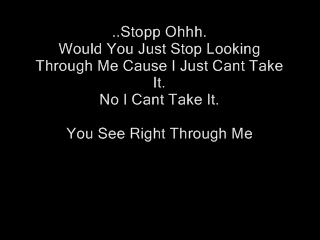 ..Stopp Ohhh.
Would You Just Stop Looking
Through Me Cause I Just Cant Take
It.
No I Cant Take It.
You See Right Through Me